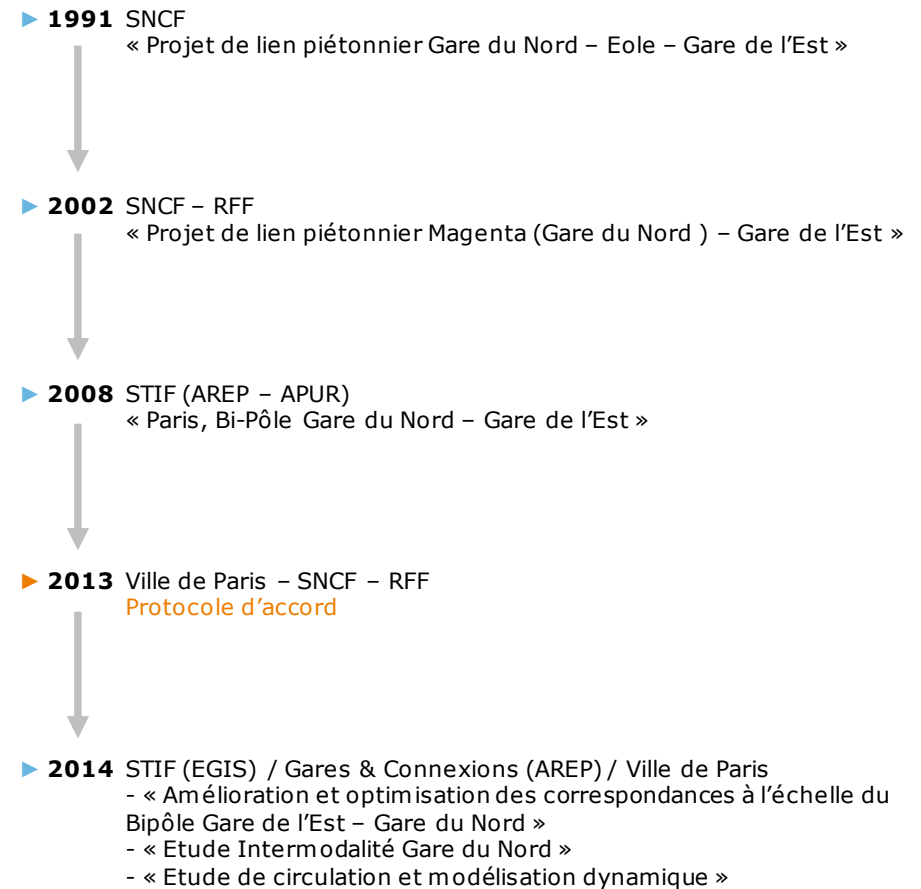 ► 1991 SNCF
« Projet de lien piétonnier Gare du Nord – Eole – Gare de l’Est »
► 2002 SNCF – RFF
« Projet de lien piétonnier Magenta (Gare du Nord ) – Gare de l’Est »
► 2008 STIF (AREP – APUR)
« Paris, Bi-Pôle Gare du Nord – Gare de l’Est »
► 2013 Ville de Paris – SNCF – RFF
Protocole d’accord
► 2014 STIF (EGIS) / Gares & Connexions (AREP) / Ville de Paris
- « Amélioration et optimisation des correspondances à l’échelle du
Bipôle Gare de l’Est – Gare du Nord »
- « Etude Intermodalité Gare du Nord »
- « Etude de circulation et modélisation dynamique »